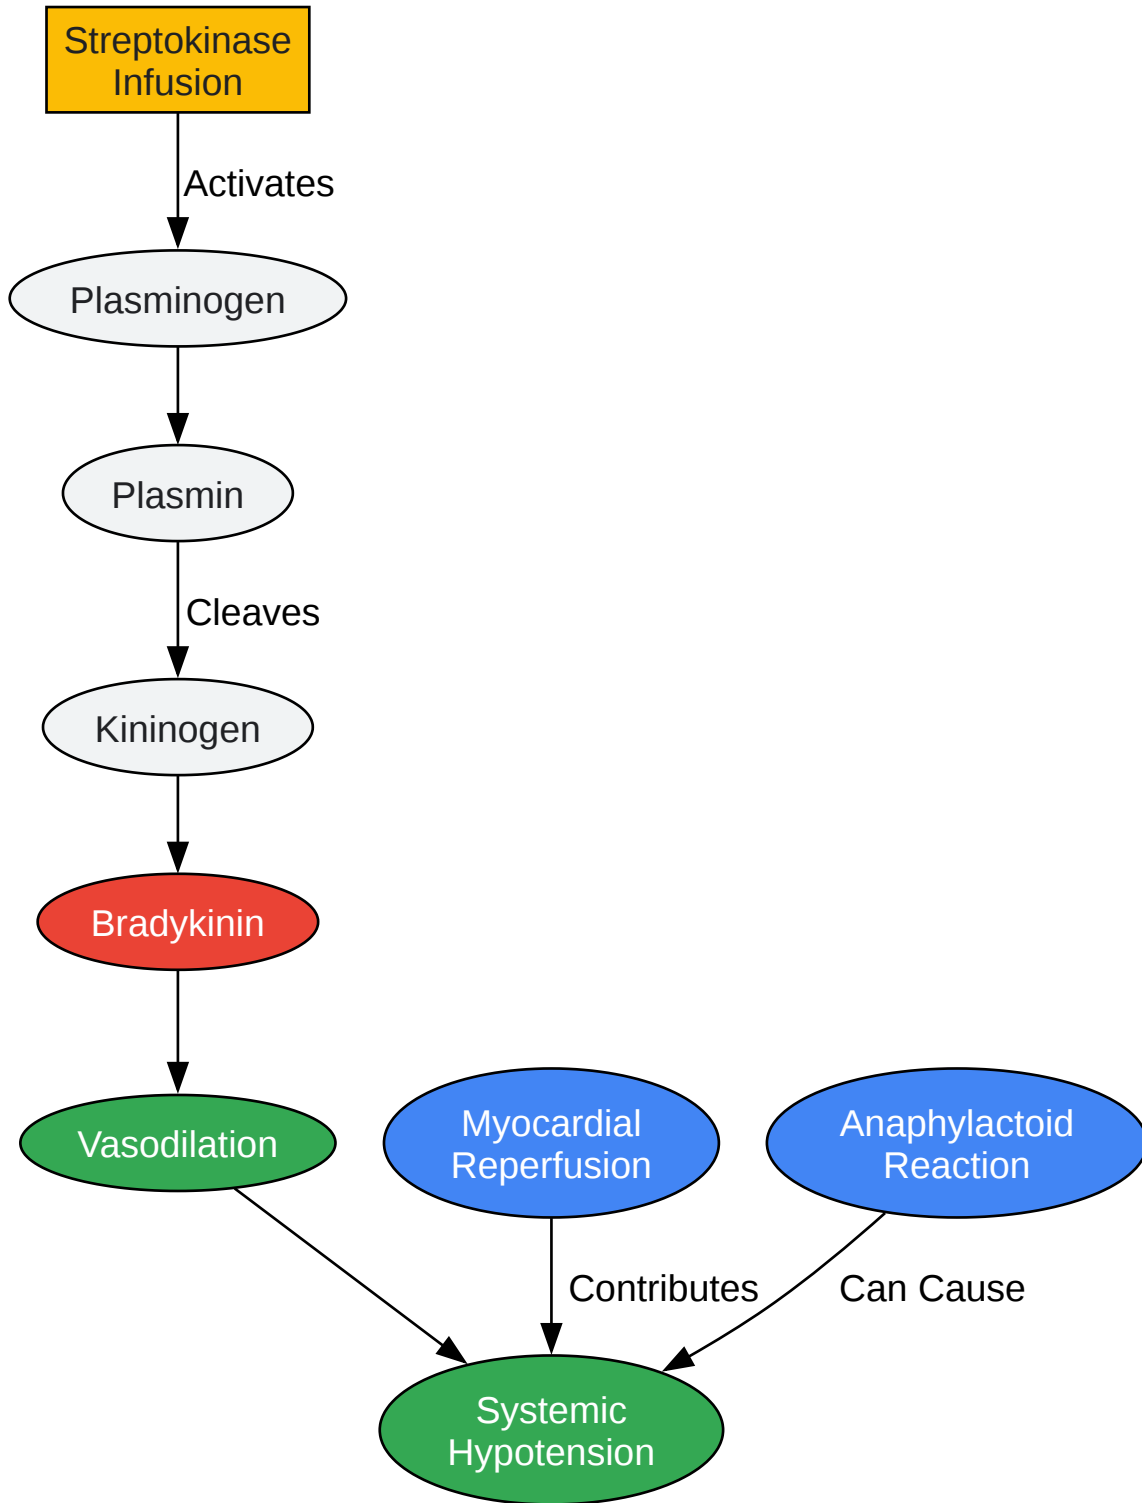 Streptokinase
Infusion
Activates
Plasminogen
Plasmin
Cleaves
Kininogen
Bradykinin
Vasodilation
Myocardial
Reperfusion
Anaphylactoid
Reaction
Contributes
Can Cause
Systemic
Hypotension